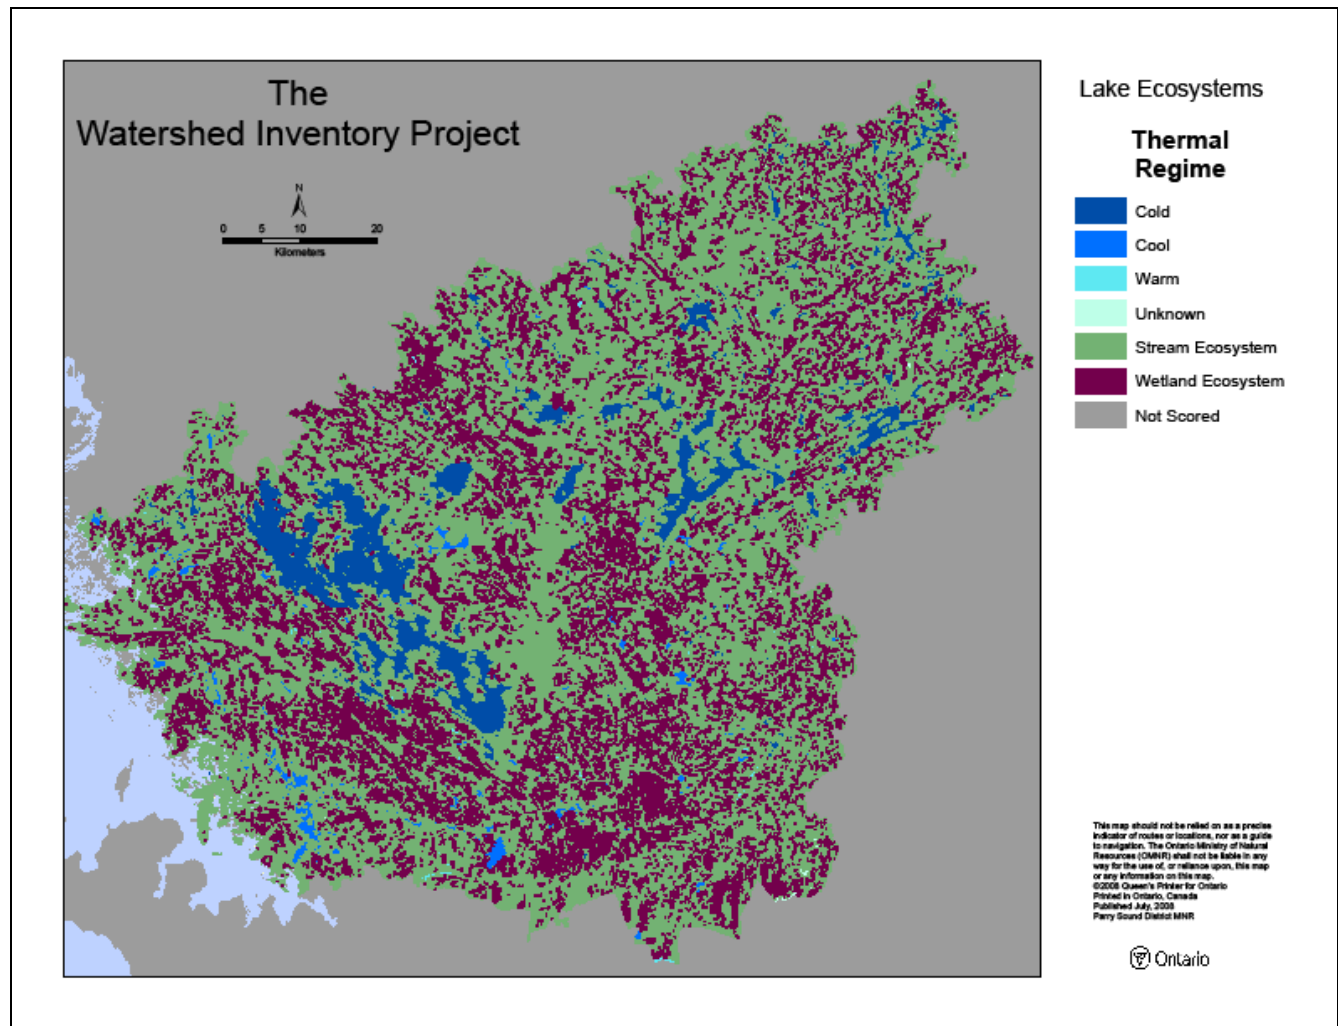 The
Watershed Inventory Project
N
0 5 10 20
Kilometers
Lake Ecosystems
Thermal
Regime
Cold
Cool
Warm
Unknown
Stream Ecosystem
Wetland Ecosystem
Not Scored
This map should not be relied on as a precise
indicator of routes or locations, nor as a guide
to navigation. The Ontario Ministry of Natural
Resources (OMNR) shall not be liable in any
way for the use of, or reliance upon, this map
or any information on this map.
©2008 Queen's Printer for Ontario
Printed in Ontario, Canada
Published July, 2008
Parry Sound District MNR
Ontario